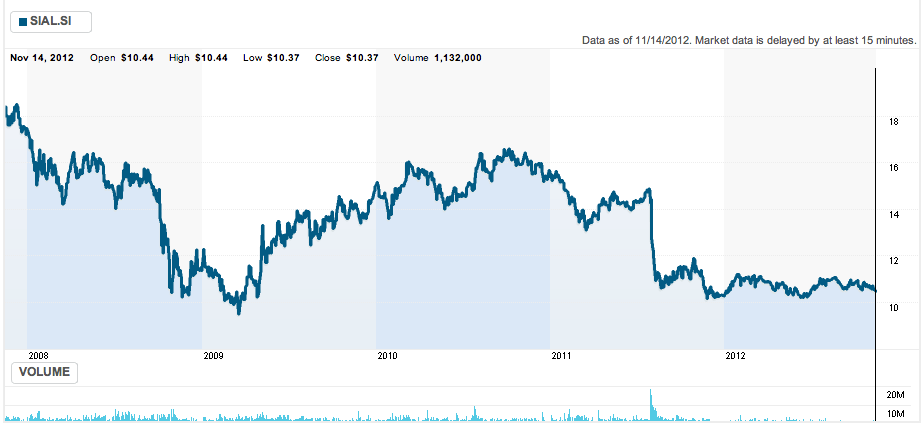 SIAL.SI
Data as of 11/14/2012. Market data is delayed by at least 15 minutes.
Nov 14, 2012 Open $10.44 High $10.44 Low $10.37 Close $10.37 Volume 1,132,000
18
16
14
12
10
2008 2009 2010 2011 2012
VOLUME
20M
10M